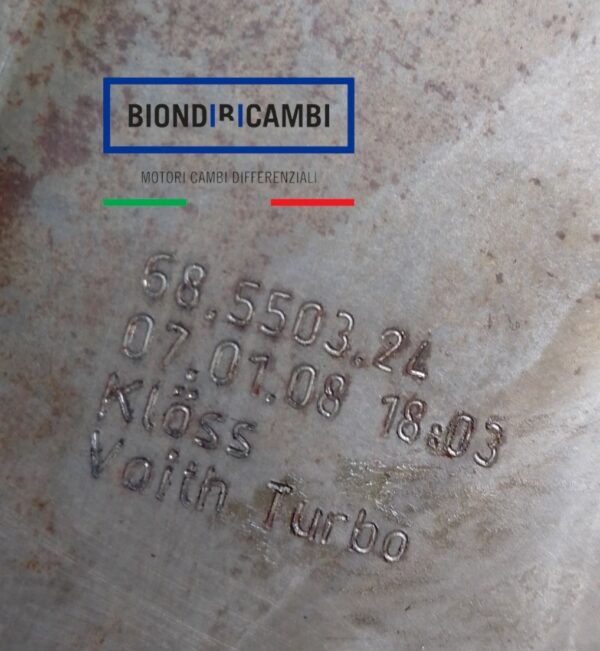 BIONDIRICAMBI
MOTORI CAMBI DIFFERENZIALI
68.5503.24
07.01.08 18:03
Klöss
Voith Turbo